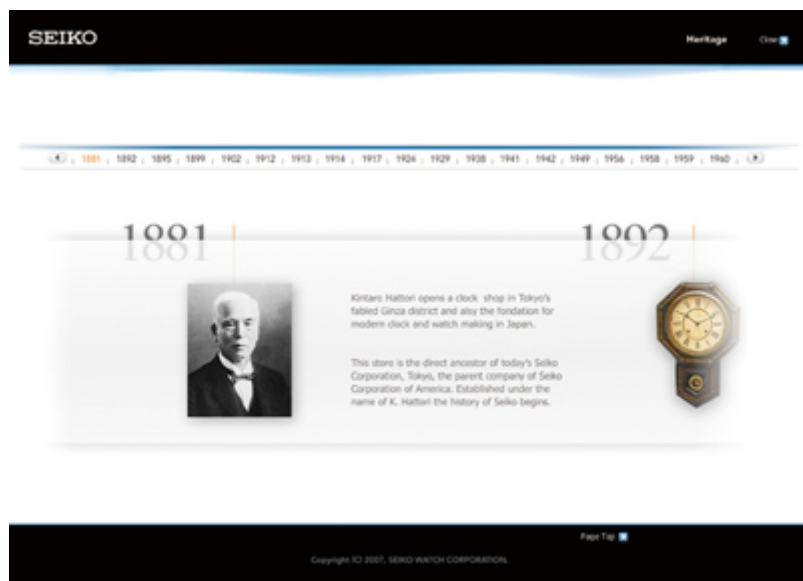 SEIKO
Heritage
Close
1881 1892 1895 1899 1902 1912 1913 1914 1917 1924 1929 1938 1941 1942 1949 1956 1958 1959 1960
1881
1892
Kintaro Hattori opens a clock shop in Tokyo's
fabled Ginza district and alsy the fondation for
modern clock and watch making in Japan.
This store is the direct ancestor of today's Seiko
Corporation, Tokyo, the parent company of Seiko
Corporation of America. Established under the
name of K. Hattori the history of Seiko begins.
Page Top
Copyright (C) 2007, SEIKO WATCH CORPORATION.